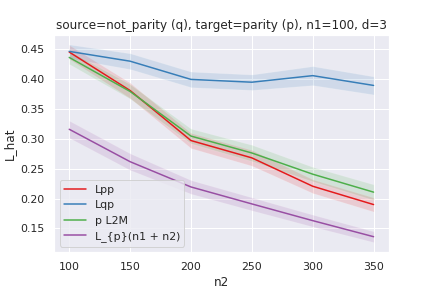 source=not_parity (q), target=parity (p), n1=100, d=3
0.45
0.40
0.35
0.30
0.25
0.20
0.15
L_hat
Lpp
Lqp
p L2M
L_{p}(n1 + n2)
100 150 200 250 300 350
n2